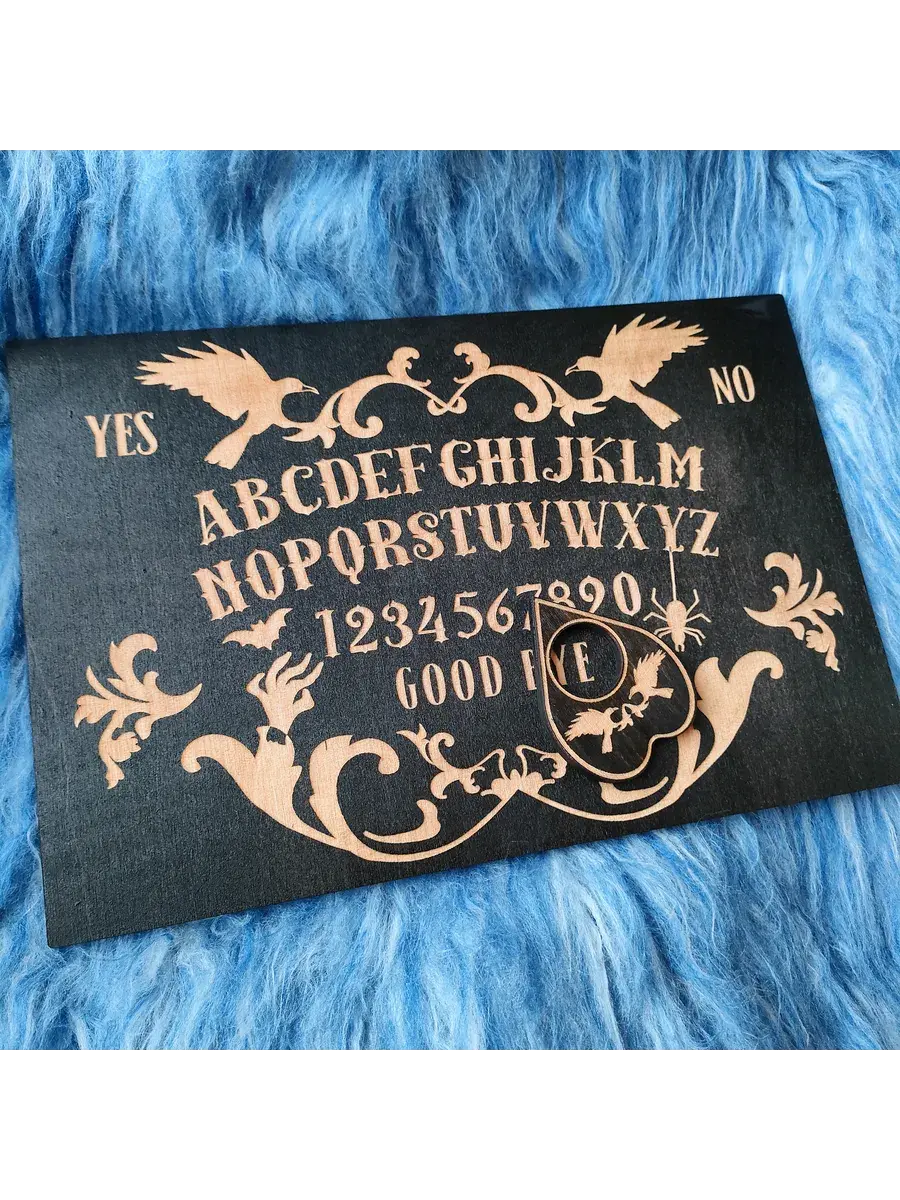 YES
NO
ABCDEFGHIJKLM
NOPQRSTUVWXYZ
1234567890
GOOD BYE